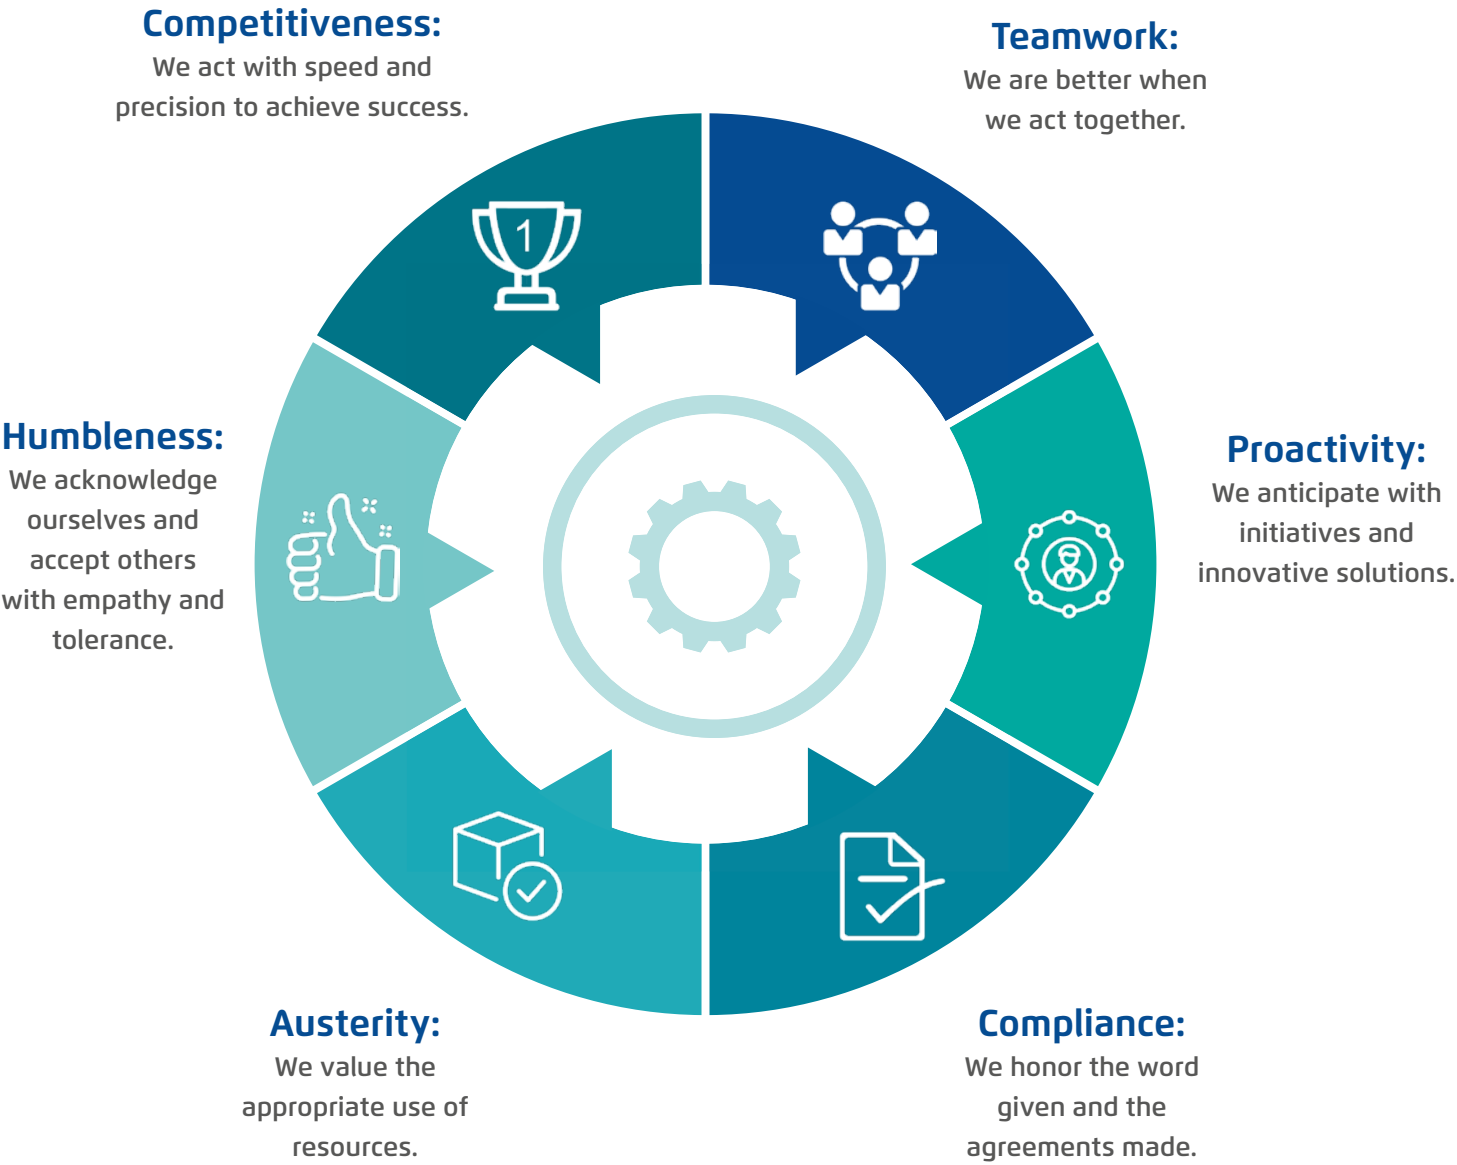 Competitiveness:
We act with speed and
precision to achieve success.
Teamwork:
We are better when
we act together.
1
Humbleness:
We acknowledge
ourselves and
accept others
with empathy and
tolerance.
Proactivity:
We anticipate with
initiatives and
innovative solutions.
Austerity:
We value the
appropriate use of
resources.
Compliance:
We honor the word
given and the
agreements made.